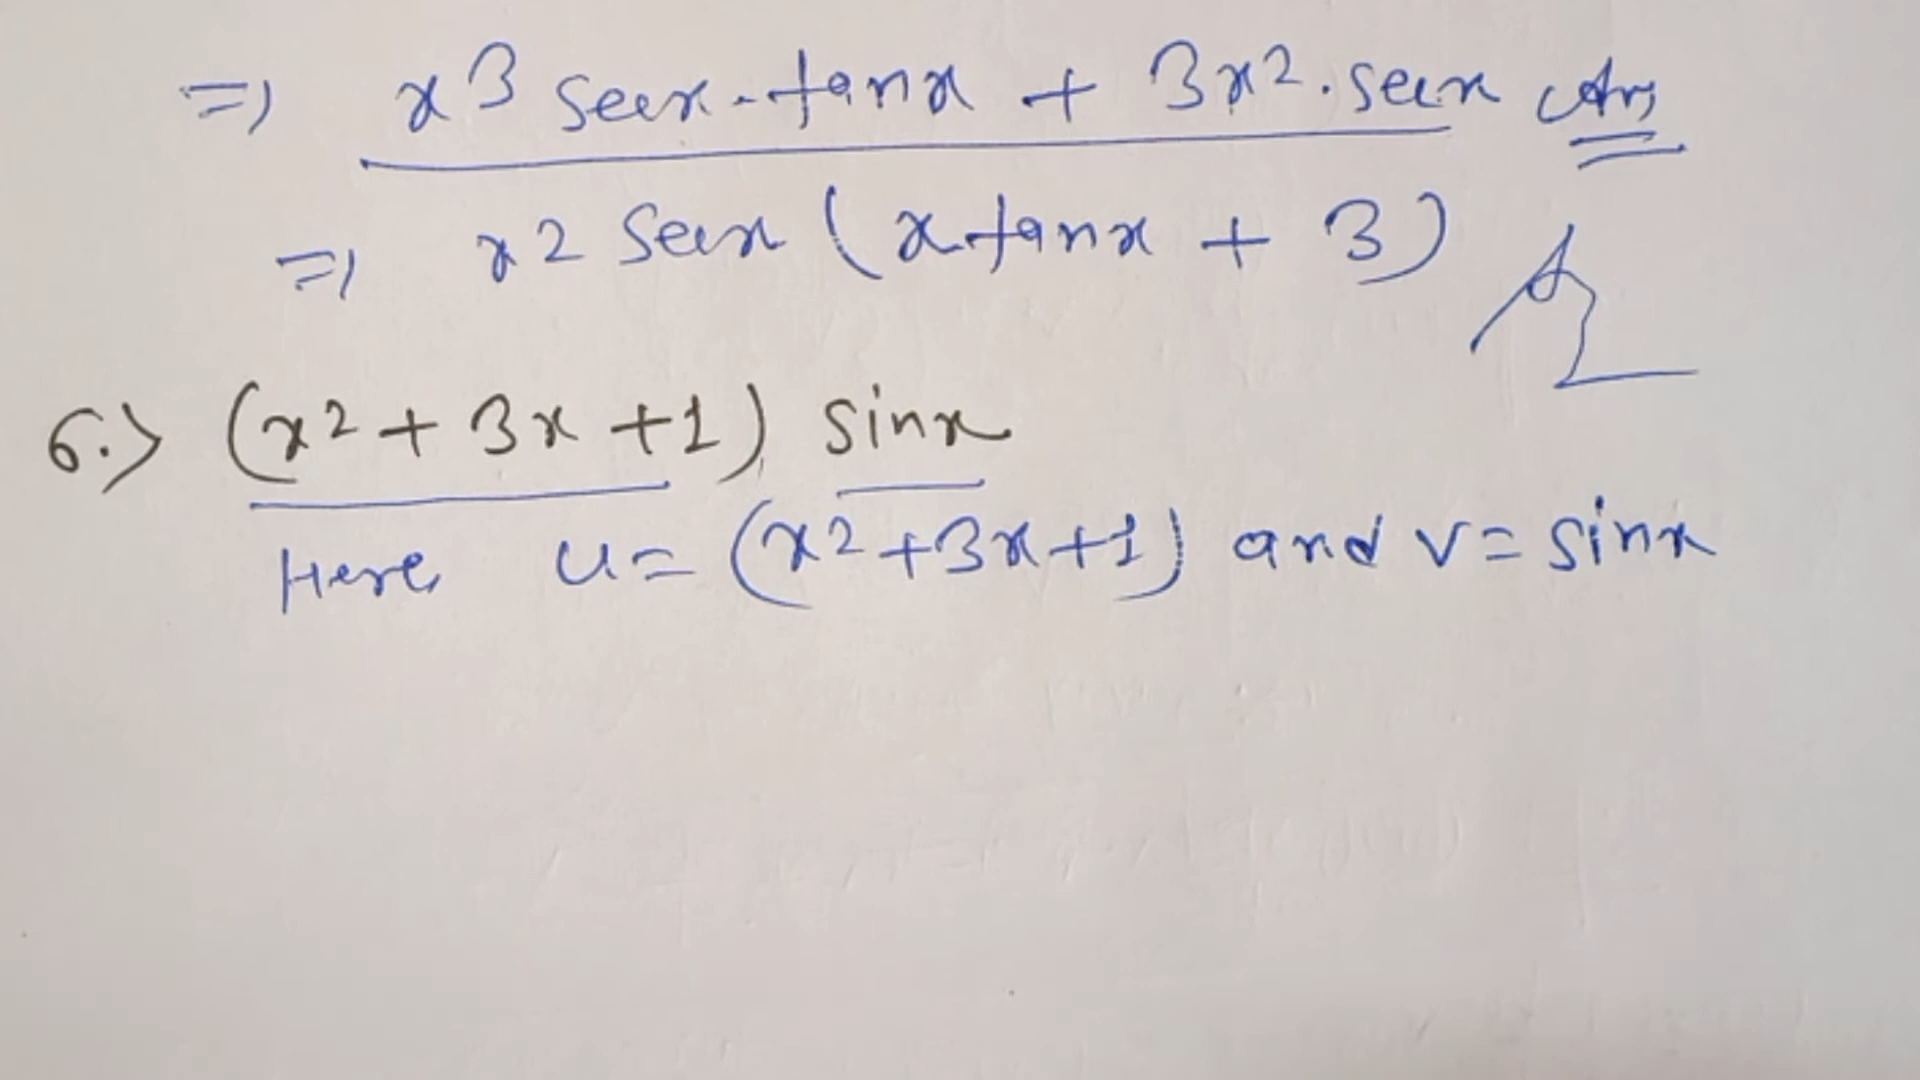 => x3 secx.tanx + 3x2.secx Ans
=> x2 secx (xtanx + 3)
6.> (x2 + 3x +1) sinx
Here u= (x2+3x+1) and v= sinx